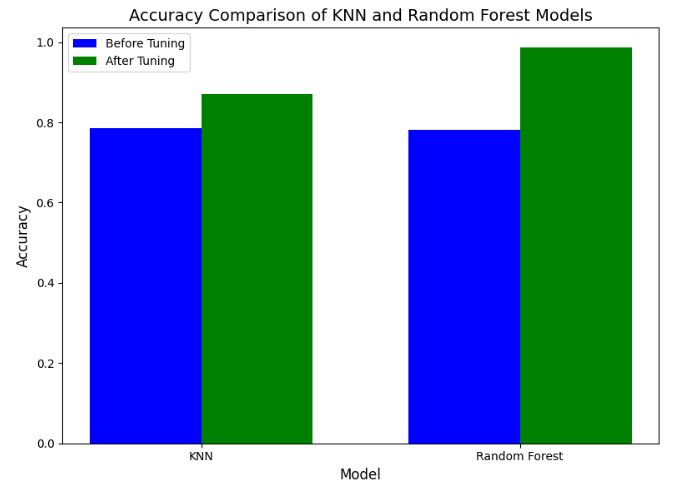 Accuracy Comparison of KNN and Random Forest Models
Before Tuning
After Tuning
Accuracy
1.0
0.8
0.6
0.4
0.2
0.0
KNN
Random Forest
Model